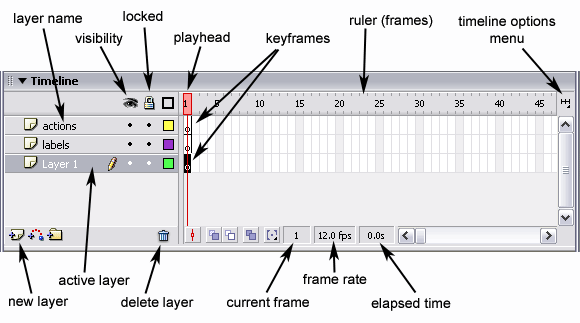 layer name
visibility
locked
playhead
keyframes
ruler (frames)
timeline options
menu
Timeline
1 5 10 15 20 25 30 35 40 45
actions
labels
Layer 1
1 12.0 fps 0.0s
new layer
active layer
delete layer
current frame
frame rate
elapsed time